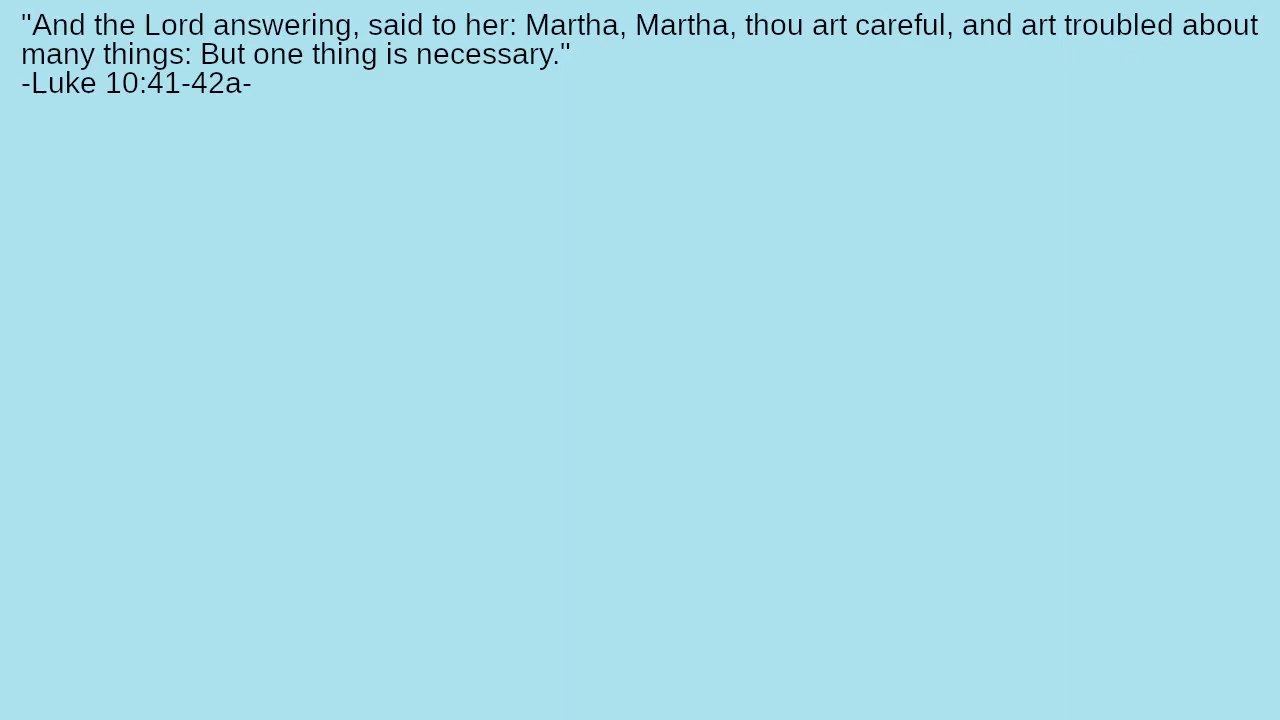 "And the Lord answering, said to her: Martha, Martha, thou art careful, and art troubled about
many things: But one thing is necessary."
-Luke 10:41-42a-